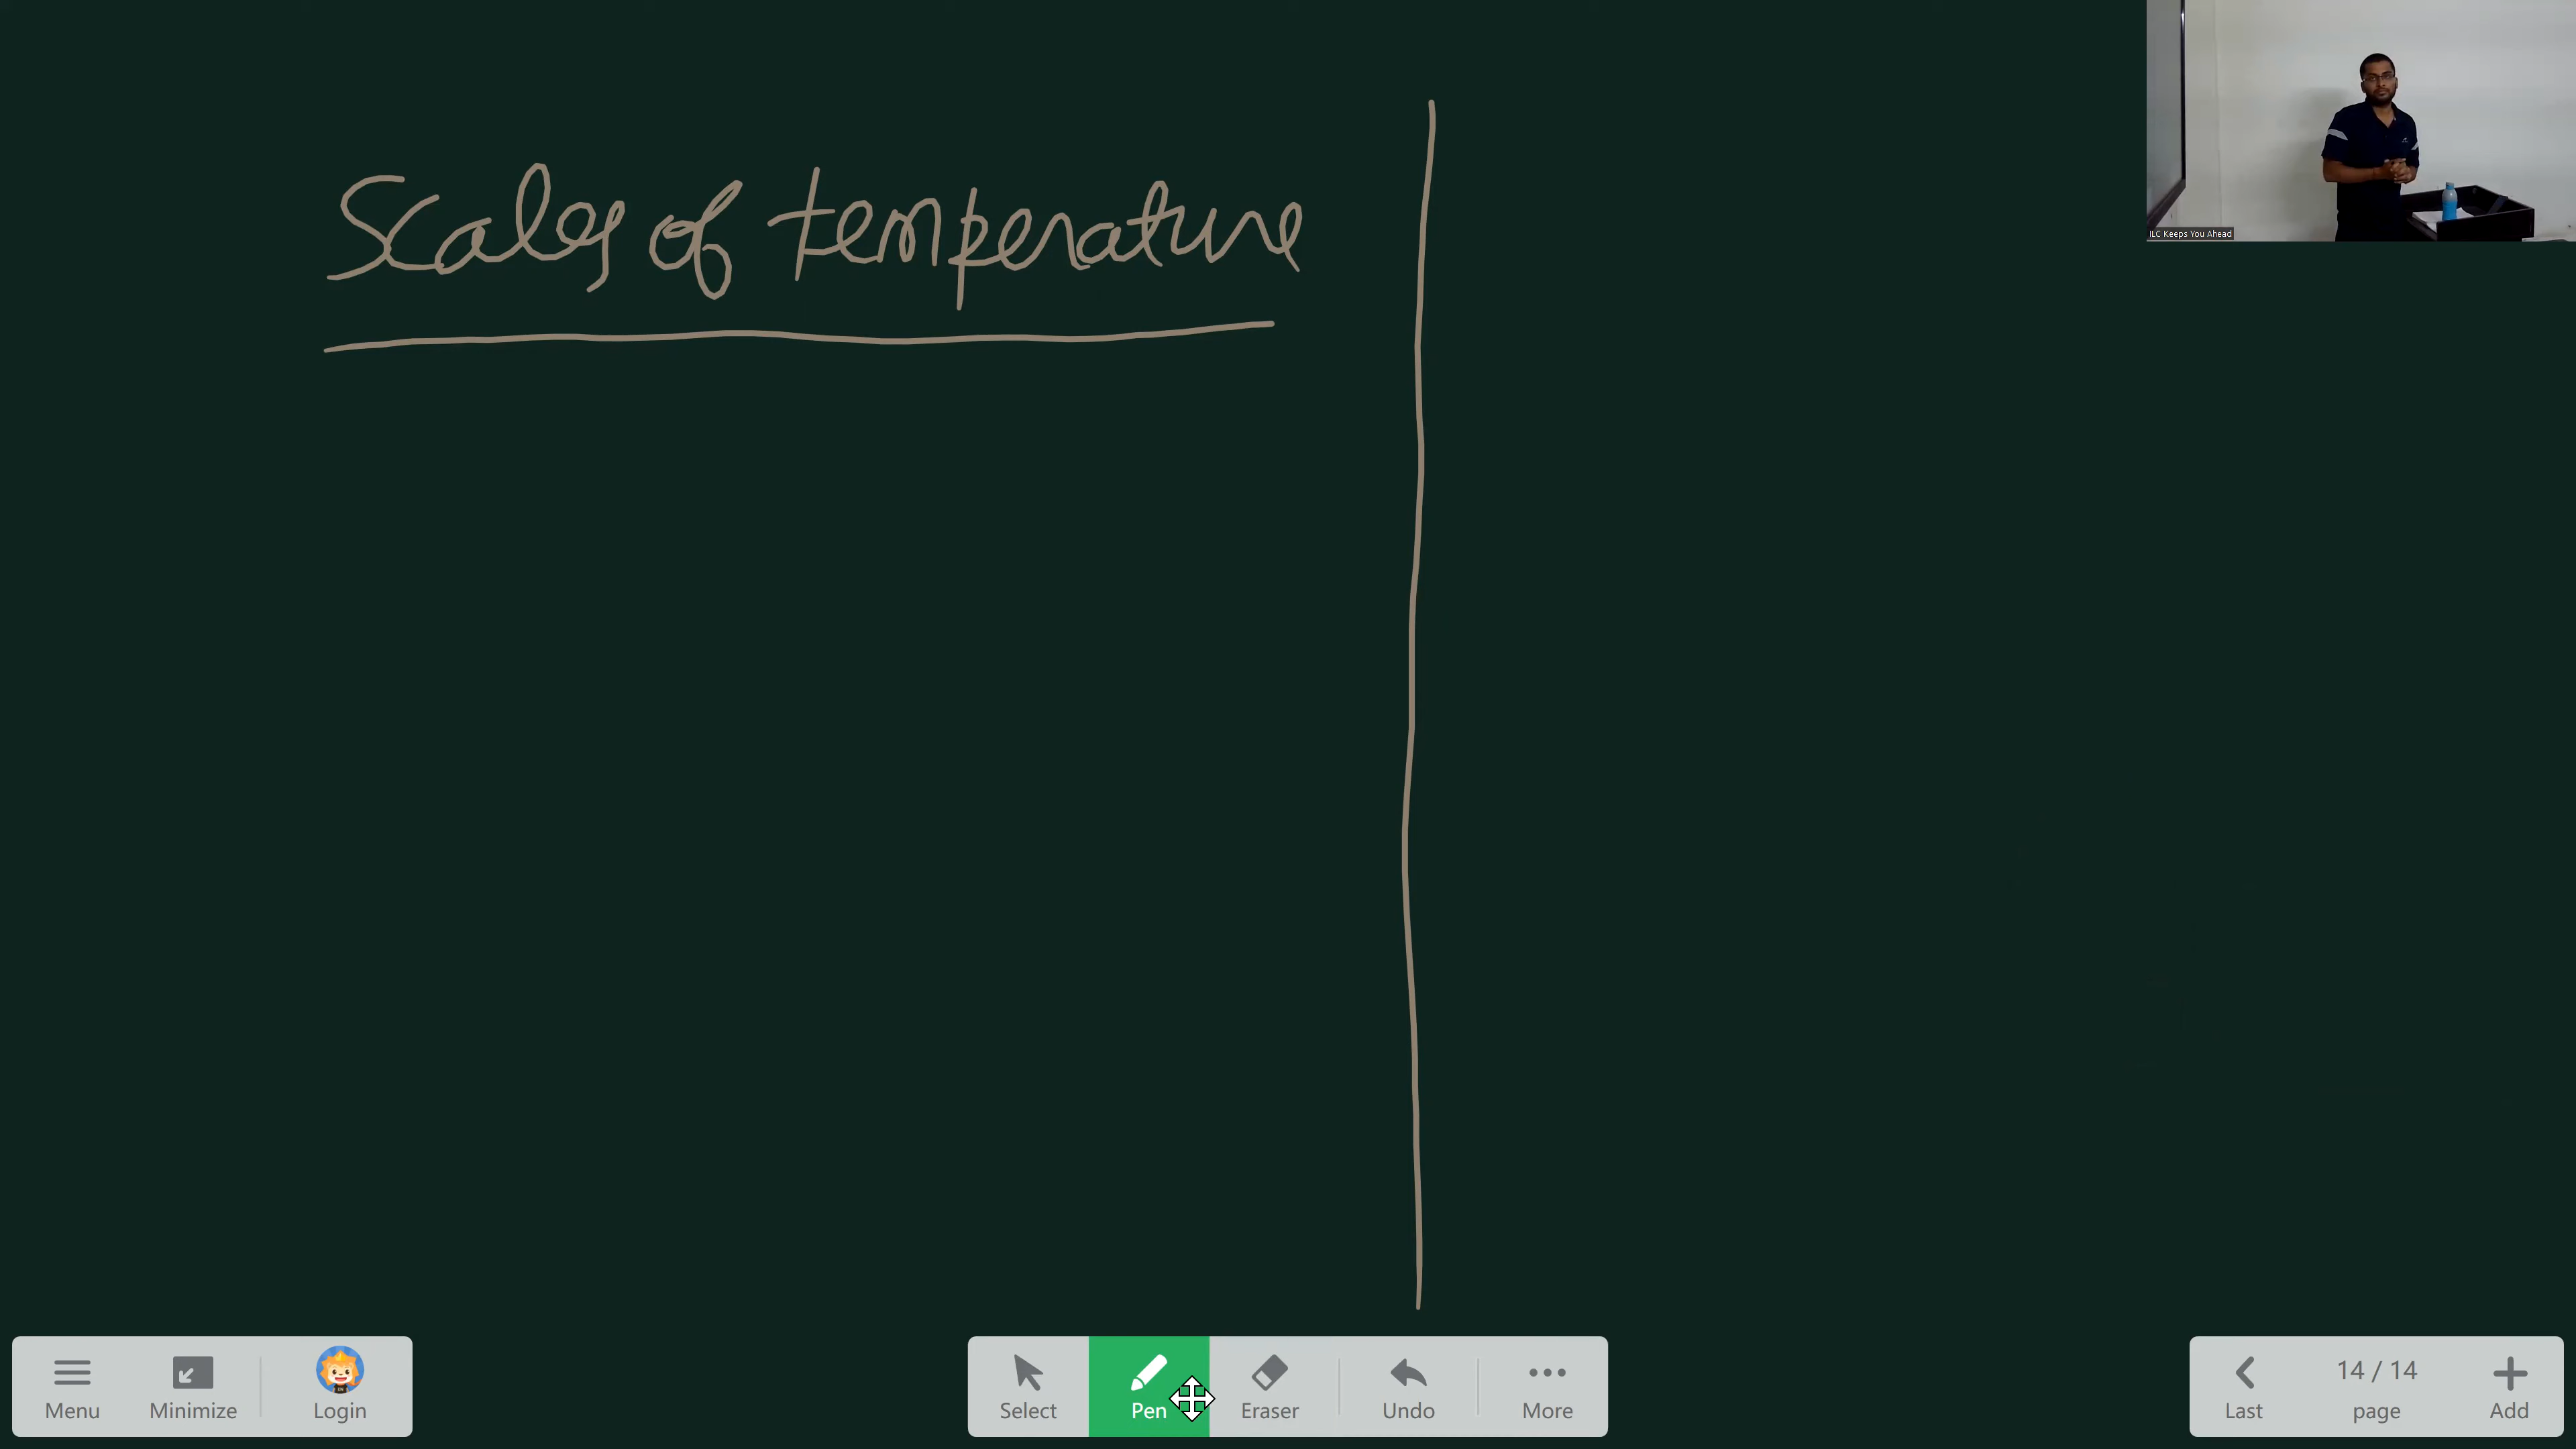 Scales of temperature
ILC Keeps You Ahead
Menu
Minimize
Login
Select
Pen
Eraser
Undo
More
Last
14 / 14
page
Add